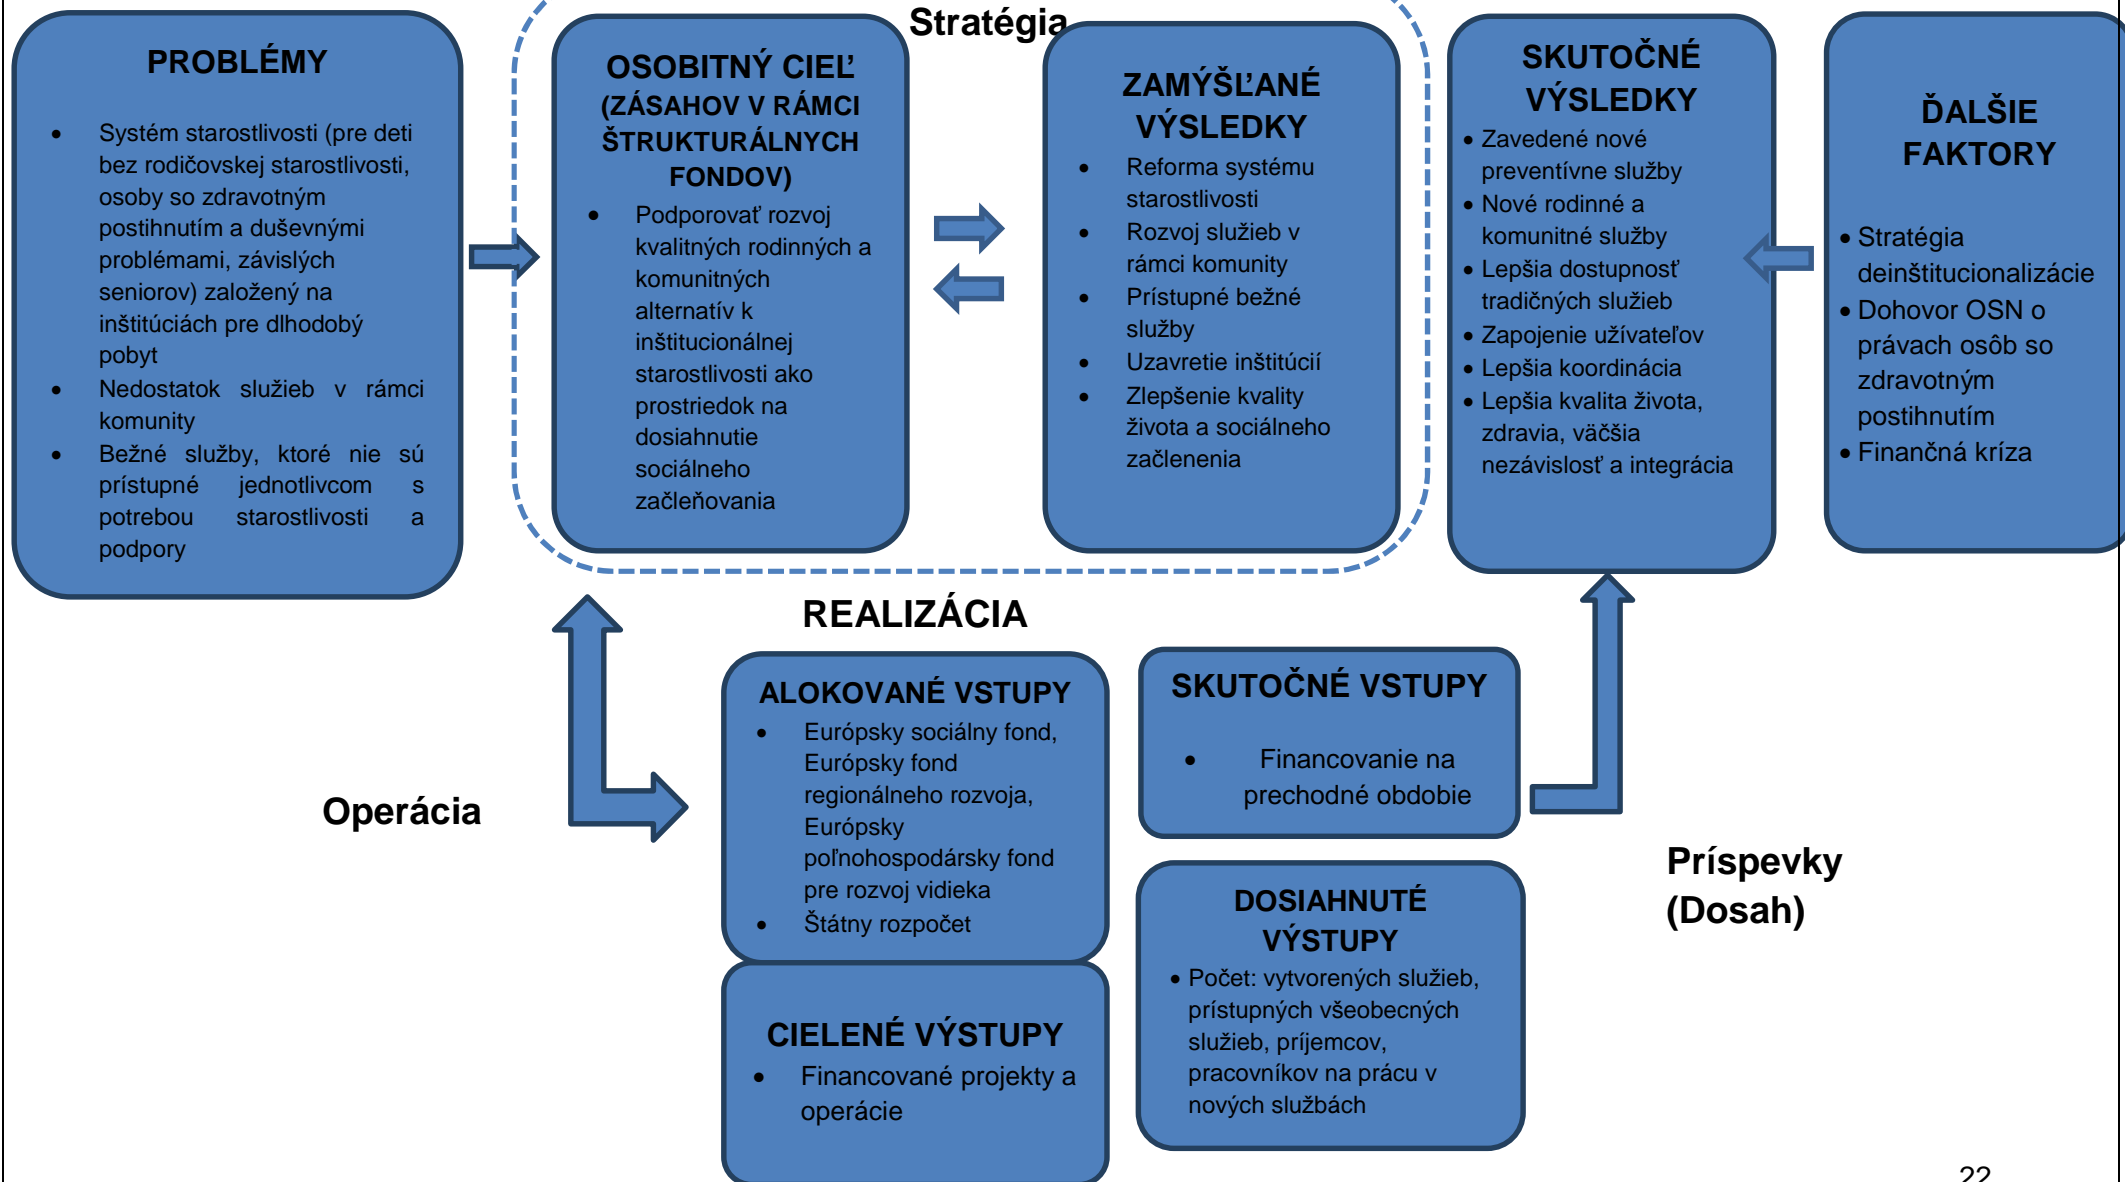 Stratégia
PROBLÉMY
• Systém starostlivosti (pre deti
bez rodičovskej starostlivosti,
osoby so zdravotným
postihnutím a duševnými
problémami, závislých
seniorov) založený na
inštitúciách pre dlhodobý
pobyt
• Nedostatok služieb v rámci
komunity
• Bežné služby, ktoré nie sú
prístupné jednotlivcom s
potrebou starostlivosti a
podpory
OSOBITNÝ CIEĽ
(ZÁSAHOV V RÁMCI
ŠTRUKTURÁLNYCH
FONDOV)
• Podporovať rozvoj
kvalitných rodinných a
komunitných
alternatív k
inštitucionálnej
starostlivosti ako
prostriedok na
dosiahnutie
sociálneho
začleňovania
ZAMÝŠĽANÉ
VÝSLEDKY
• Reforma systému
starostlivosti
• Rozvoj služieb v
rámci komunity
• Prístupné bežné
služby
• Uzavretie inštitúcií
• Zlepšenie kvality
života a sociálneho
začlenenia
SKUTOČNÉ
VÝSLEDKY
• Zavedené nové
preventívne služby
• Nové rodinné a
komunitné služby
• Lepšia dostupnosť
tradičných služieb
• Zapojenie užívateľov
• Lepšia koordinácia
• Lepšia kvalita života,
zdravia, väčšia
nezávislosť a integrácia
ĎALŠIE
FAKTORY
• Stratégia
deinštitucionalizácie
• Dohovor OSN o
právach osôb so
zdravotným
postihnutím
• Finančná kríza
REALIZÁCIA
Operácia
ALOKOVANÉ VSTUPY
• Európsky sociálny fond,
Európsky fond
regionálneho rozvoja,
Európsky
poľnohospodársky fond
pre rozvoj vidieka
• Štátny rozpočet
CIELENÉ VÝSTUPY
• Financované projekty a
operácie
SKUTOČNÉ VSTUPY
• Financovanie na
prechodné obdobie
DOSIAHNUTÉ
VÝSTUPY
• Počet: vytvorených služieb,
prístupných všeobecných
služieb, príjemcov,
pracovníkov na prácu v
nových službách
Príspevky
(Dosah)
22